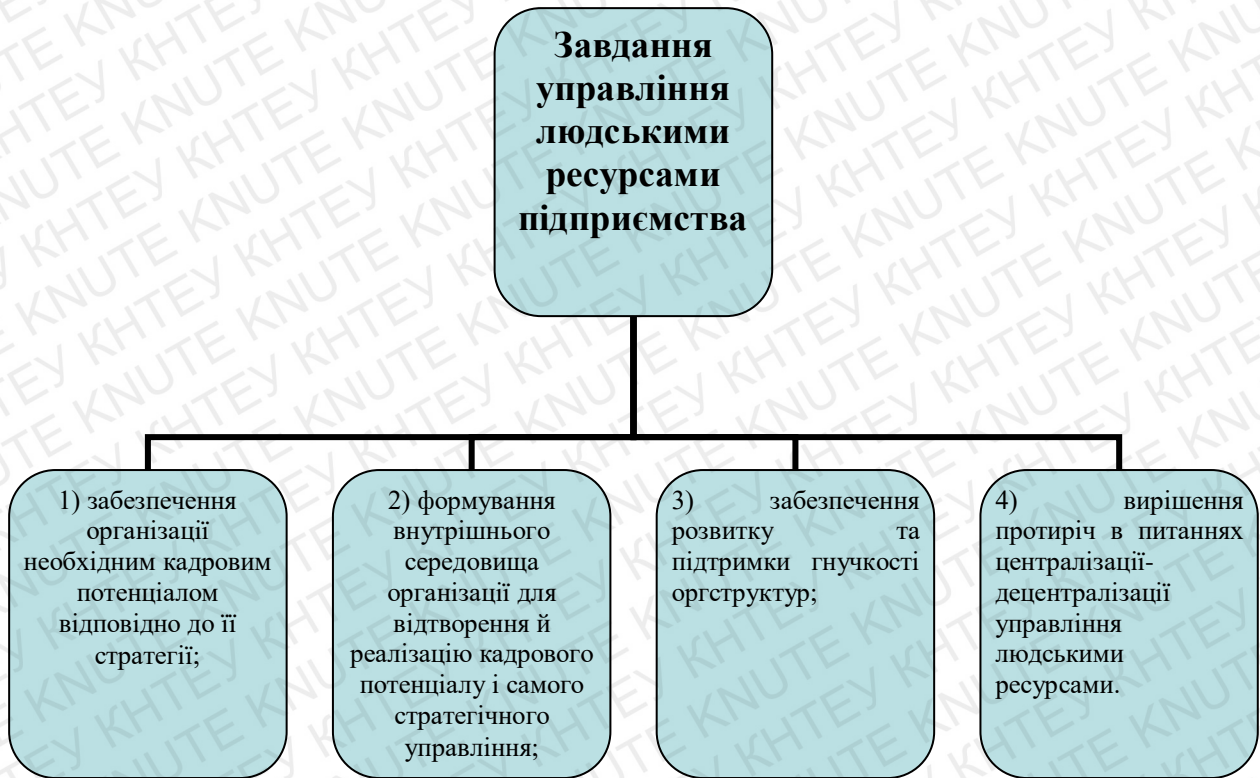 Завдання
управління
людськими
ресурсами
підприємства
1) забезпечення
організації
необхідним кадровим
потенціалом
відповідно до її
стратегії;
2) формування
внутрішнього
середовища
організації для
відтворення й
реалізацію кадрового
потенціалу і самого
стратегічного
управління;
3) забезпечення
розвитку та
підтримки гнучкості
оргструктур;
4) вирішення
протиріч в питаннях
централізації-
децентралізації
управління
людськими
ресурсами.